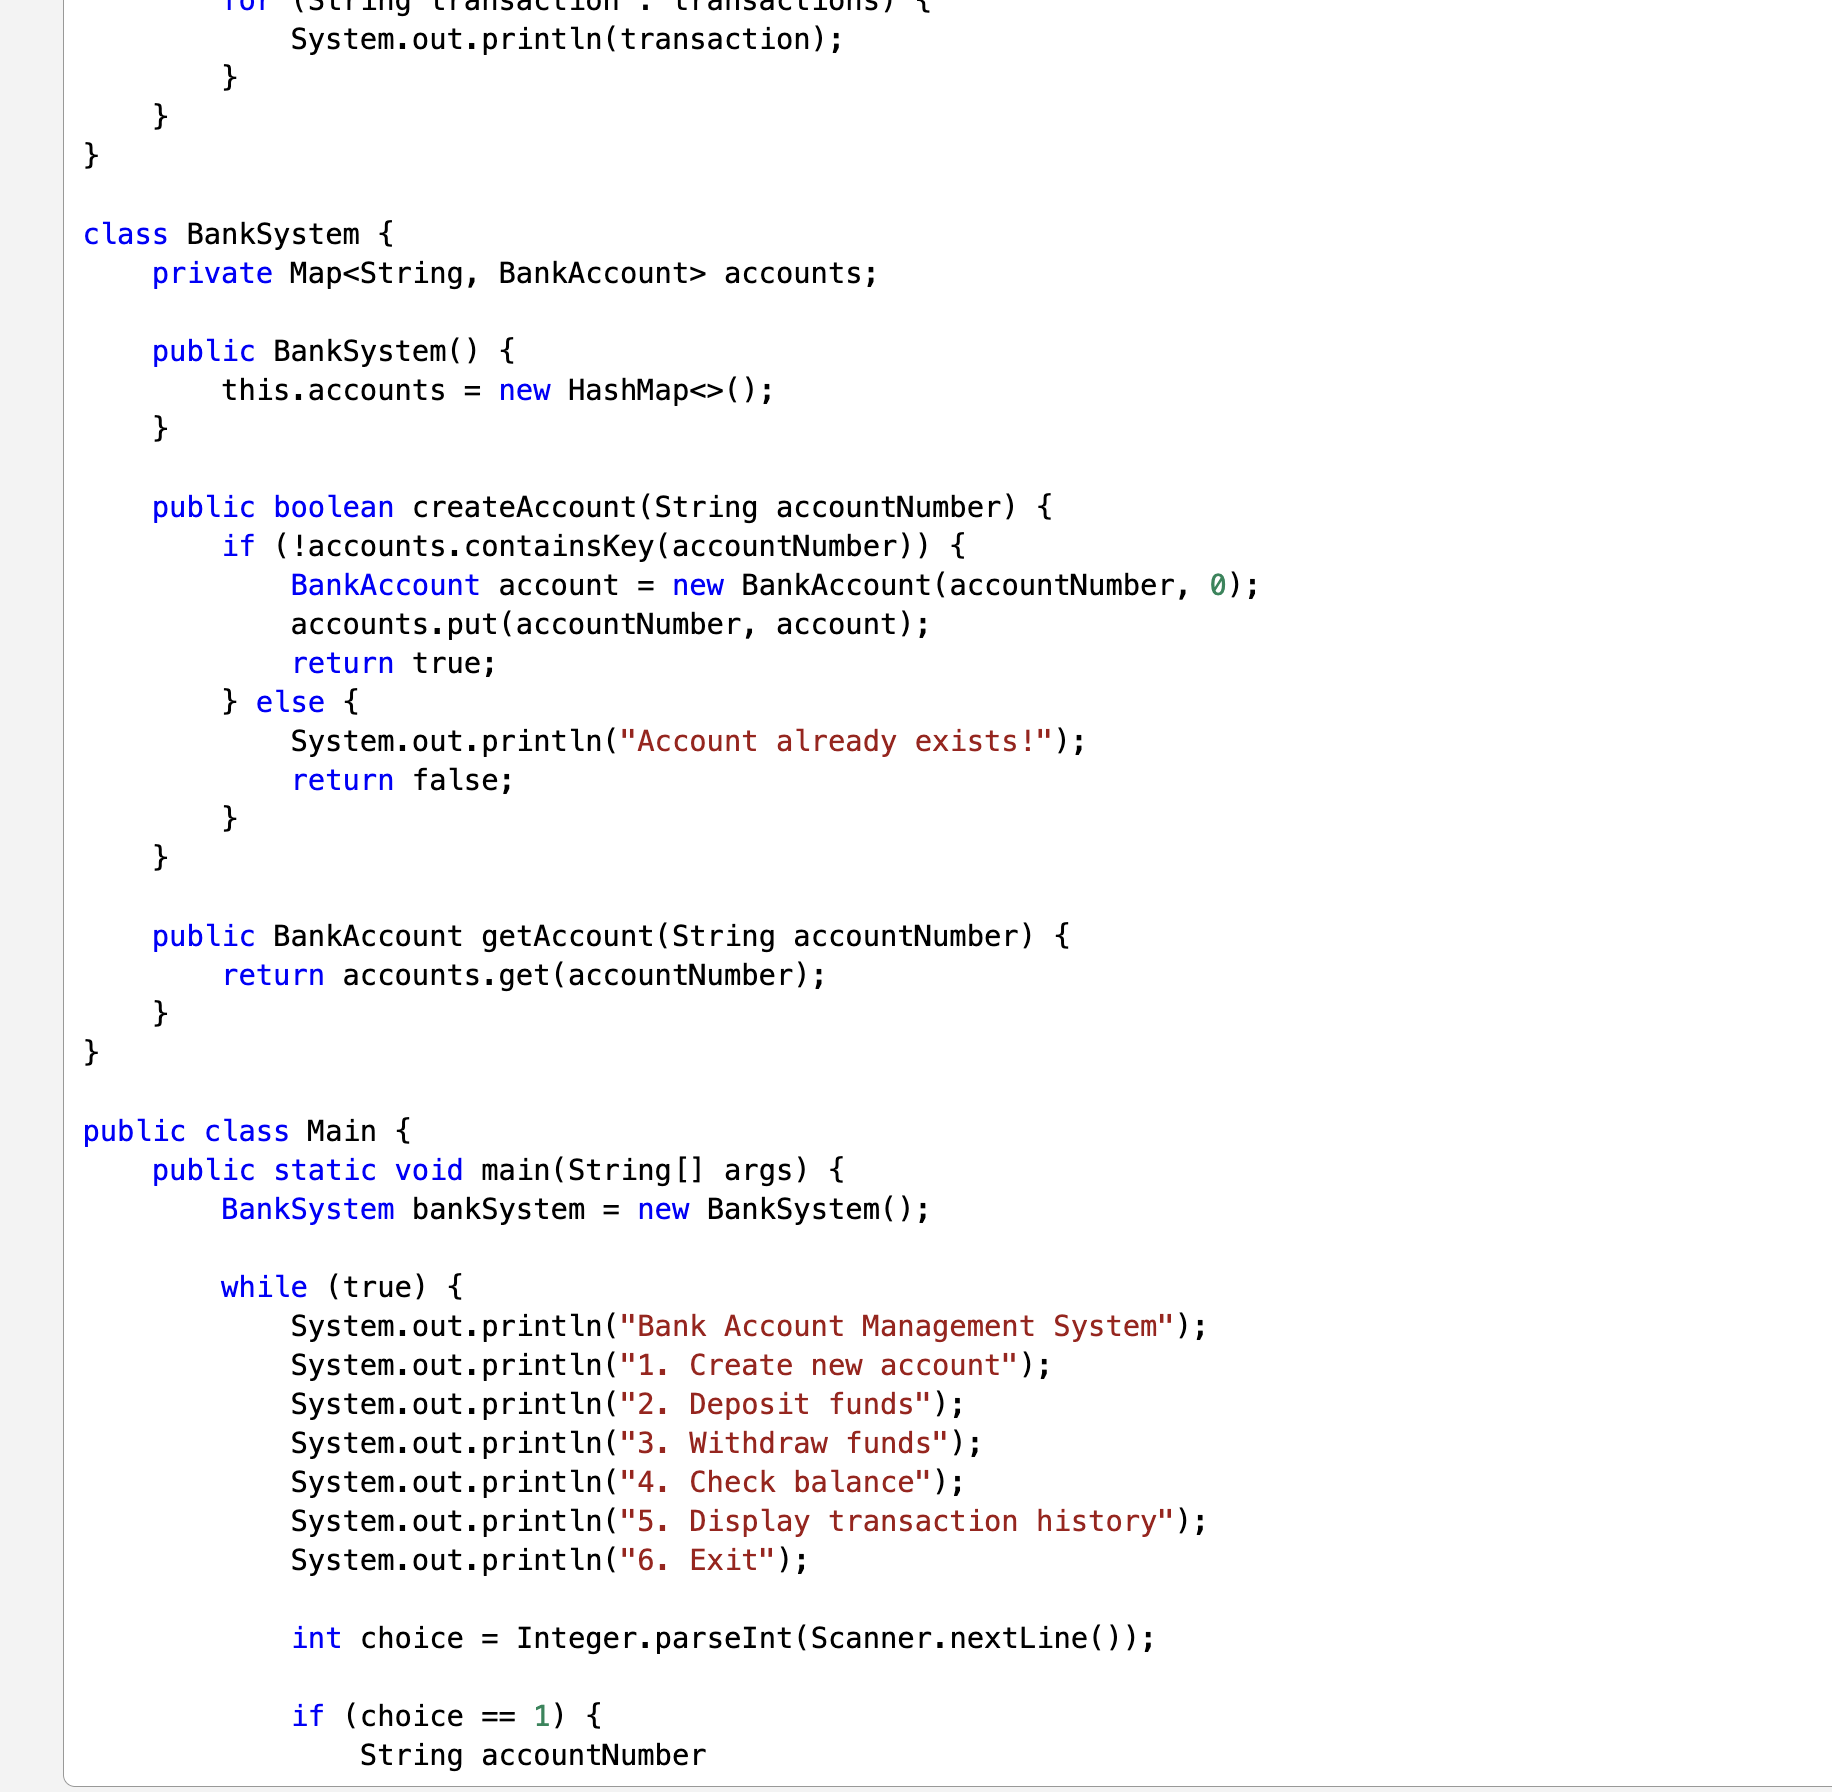 for (String transaction : transactions) {
            System.out.println(transaction);
        }
    }
}

class BankSystem {
    private Map<String, BankAccount> accounts;

    public BankSystem() {
        this.accounts = new HashMap<>();
    }

    public boolean createAccount(String accountNumber) {
        if (!accounts.containsKey(accountNumber)) {
            BankAccount account = new BankAccount(accountNumber, 0);
            accounts.put(accountNumber, account);
            return true;
        } else {
            System.out.println("Account already exists!");
            return false;
        }
    }

    public BankAccount getAccount(String accountNumber) {
        return accounts.get(accountNumber);
    }
}

public class Main {
    public static void main(String[] args) {
        BankSystem bankSystem = new BankSystem();

        while (true) {
            System.out.println("Bank Account Management System");
            System.out.println("1. Create new account");
            System.out.println("2. Deposit funds");
            System.out.println("3. Withdraw funds");
            System.out.println("4. Check balance");
            System.out.println("5. Display transaction history");
            System.out.println("6. Exit");

            int choice = Integer.parseInt(Scanner.nextLine());

            if (choice == 1) {
                String accountNumber